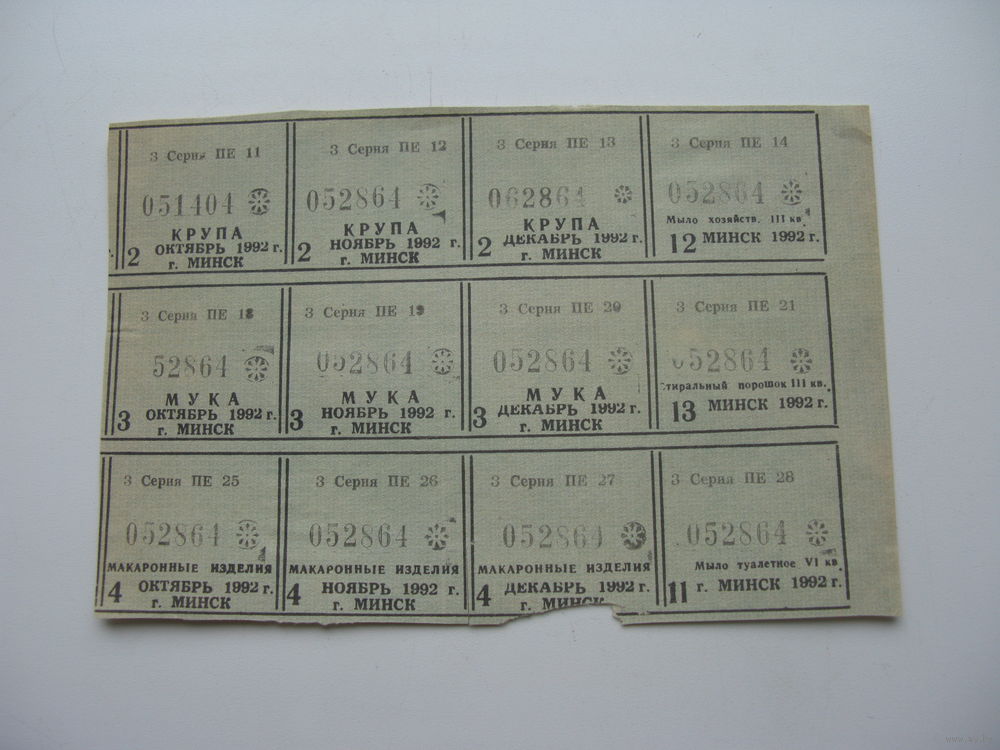 3 Серия ПЕ 11
051404
КРУПА
2 ОКТЯБРЬ 1992 г.
г. МИНСК
3 Серия ПЕ 12
052864
КРУПА
2 НОЯБРЬ 1992 г.
г. МИНСК
3 Серия ПЕ 13
062864
КРУПА
2 ДЕКАБРЬ 1992 г.
г. МИНСК
3 Серия ПЕ 14
052864
Мыло хозяйств. III кв.
12 МИНСК 1992 г.
3 Серия ПЕ 18
52864
МУКА
3 ОКТЯБРЬ 1992 г.
г. МИНСК
3 Серия ПЕ 19
052864
МУКА
3 НОЯБРЬ 1992 г.
г. МИНСК
3 Серия ПЕ 20
052864
МУКА
3 ДЕКАБРЬ 1992 г.
г. МИНСК
3 Серия ПЕ 21
052864
тиральный порошок III кв.
13 МИНСК 1992 г.
3 Серия ПЕ 25
052864
МАКАРОННЫЕ ИЗДЕЛИЯ
4 ОКТЯБРЬ 1992 г.
г. МИНСК
3 Серия ПЕ 26
052864
МАКАРОННЫЕ ИЗДЕЛИЯ
4 НОЯБРЬ 1992 г.
г. МИНСК
3 Серия ПЕ 27
052864
МАКАРОННЫЕ ИЗДЕЛИЯ
4 ДЕКАБРЬ 1992 г.
г. МИНСК
3 Серия ПЕ 28
052864
Мыло туалетное VI кв
11 г. МИНСК 1992 г.